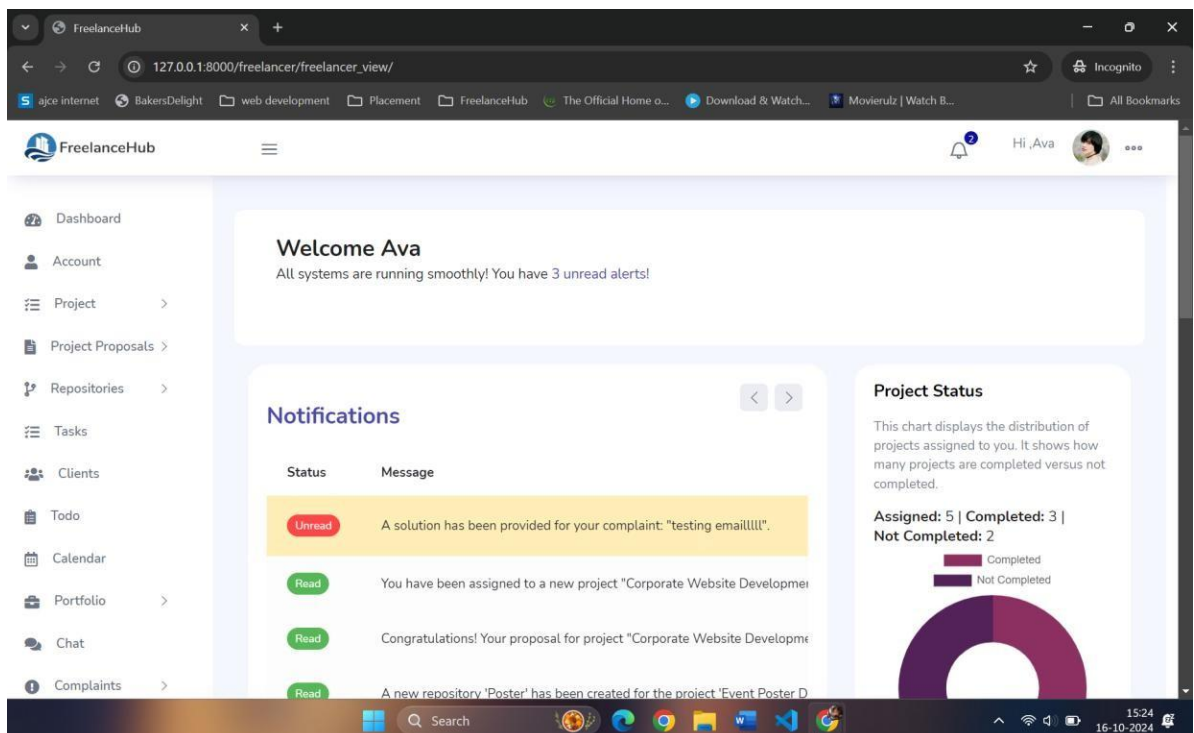 FreelanceHub
127.0.0.1:8000/freelancer/freelancer_view/
Incognito
S ajce internet BakersDelight web development Placement FreelanceHub The Official Home o... Download & Watch... Movierulz | Watch B... All Bookmarks
FreelanceHub
2
Hi ,Ava
Dashboard
Account
Project
Project Proposals
Repositories
Tasks
Clients
Todo
Calendar
Portfolio
Chat
Complaints
Welcome Ava
All systems are running smoothly! You have 3 unread alerts!
Notifications
Status Message
Unread A solution has been provided for your complaint: "testing emailllll".
Read You have been assigned to a new project "Corporate Website Developmen
Read Congratulations! Your proposal for project "Corporate Website Developme
Read A new repository 'Poster' has been created for the project 'Event Poster D
Project Status
This chart displays the distribution of
projects assigned to you. It shows how
many projects are completed versus not
completed.
Assigned: 5 | Completed: 3 |
Not Completed: 2
Completed
Not Completed
Search
15:24
16-10-2024